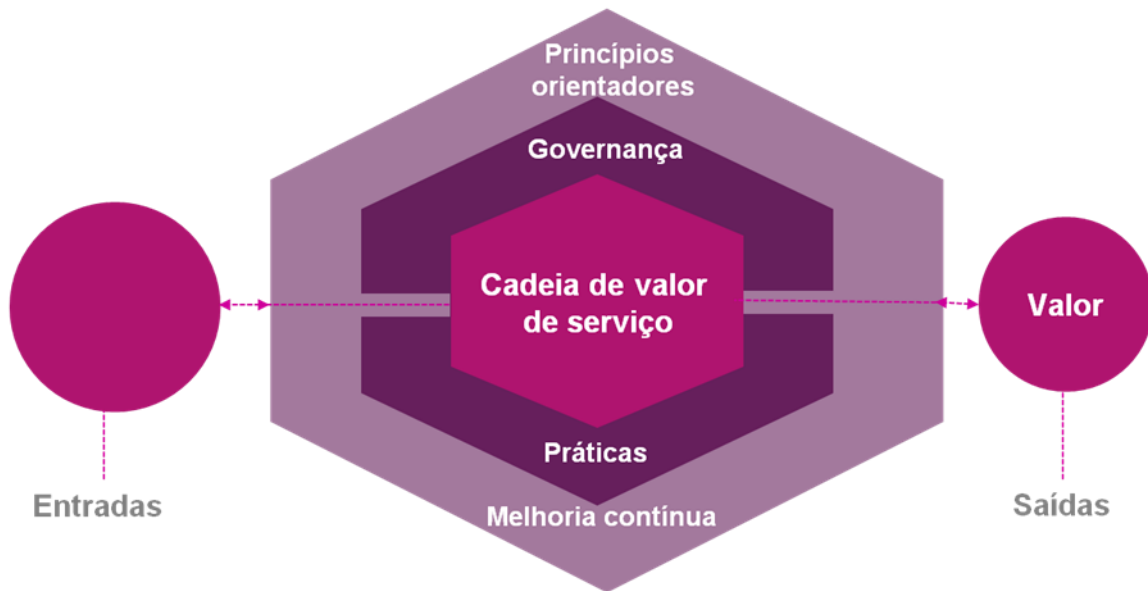 Princípios
orientadores
Governança
Cadeia de valor
de serviço
Valor
Práticas
Entradas
Saídas
Melhoria contínua